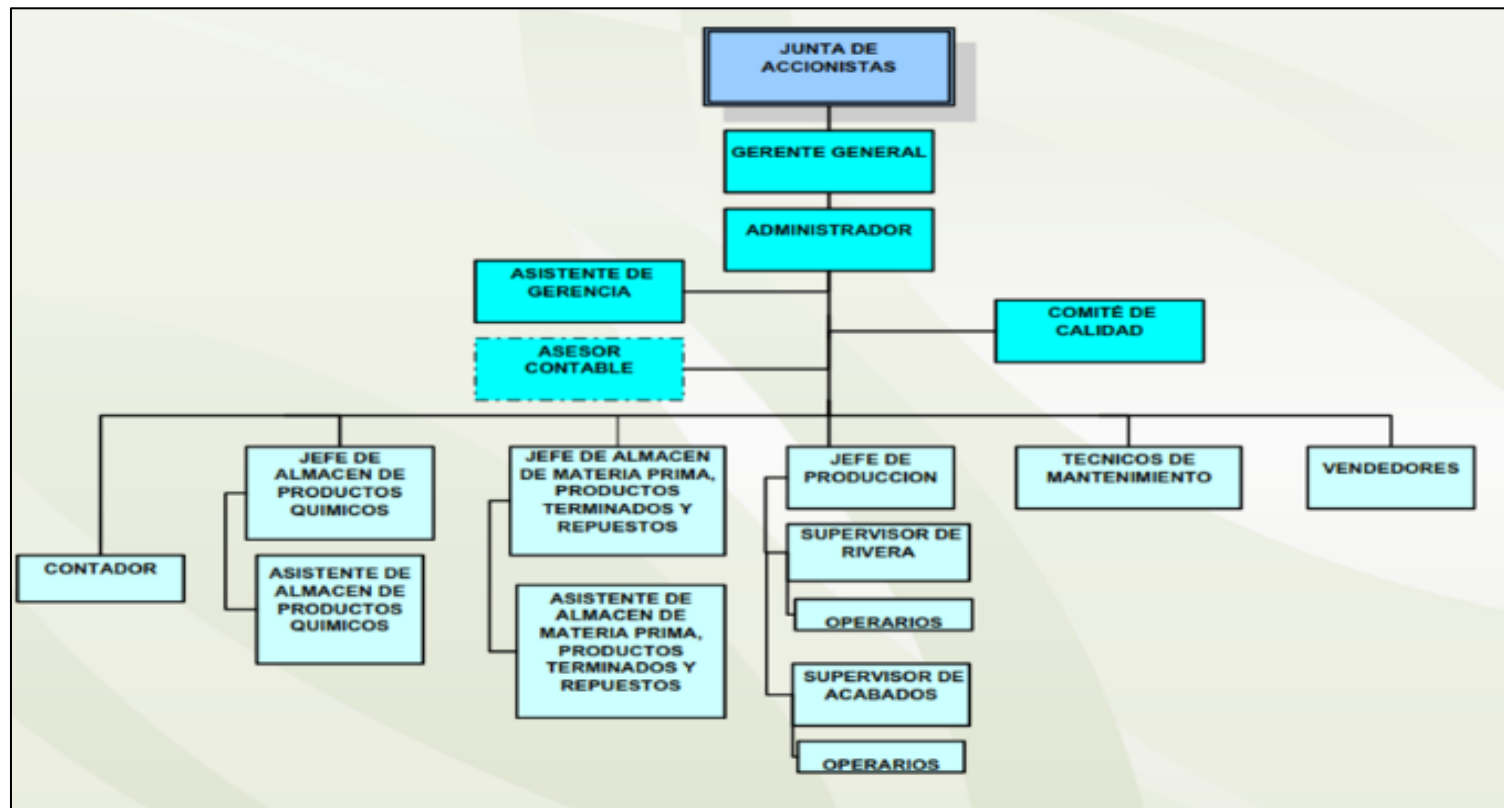 JUNTA DE
ACCIONISTAS
GERENTE GENERAL
ADMINISTRADOR
ASISTENTE DE
GERENCIA
COMITÉ DE
CALIDAD
ASESOR
CONTABLE
JEFE DE
ALMACEN DE
PRODUCTOS
QUIMICOS
JEFE DE ALMACEN
DE MATERIA PRIMA,
PRODUCTOS
TERMINADOS Y
REPUESTOS
JEFE DE
PRODUCCION
TECNICOS DE
MANTENIMIENTO
VENDEDORES
CONTADOR
ASISTENTE DE
ALMACEN DE
PRODUCTOS
QUIMICOS
ASISTENTE DE
ALMACEN DE
MATERIA PRIMA,
PRODUCTOS
TERMINADOS Y
REPUESTOS
SUPERVISOR DE
RIVERA
OPERARIOS
SUPERVISOR DE
ACABADOS
OPERARIOS